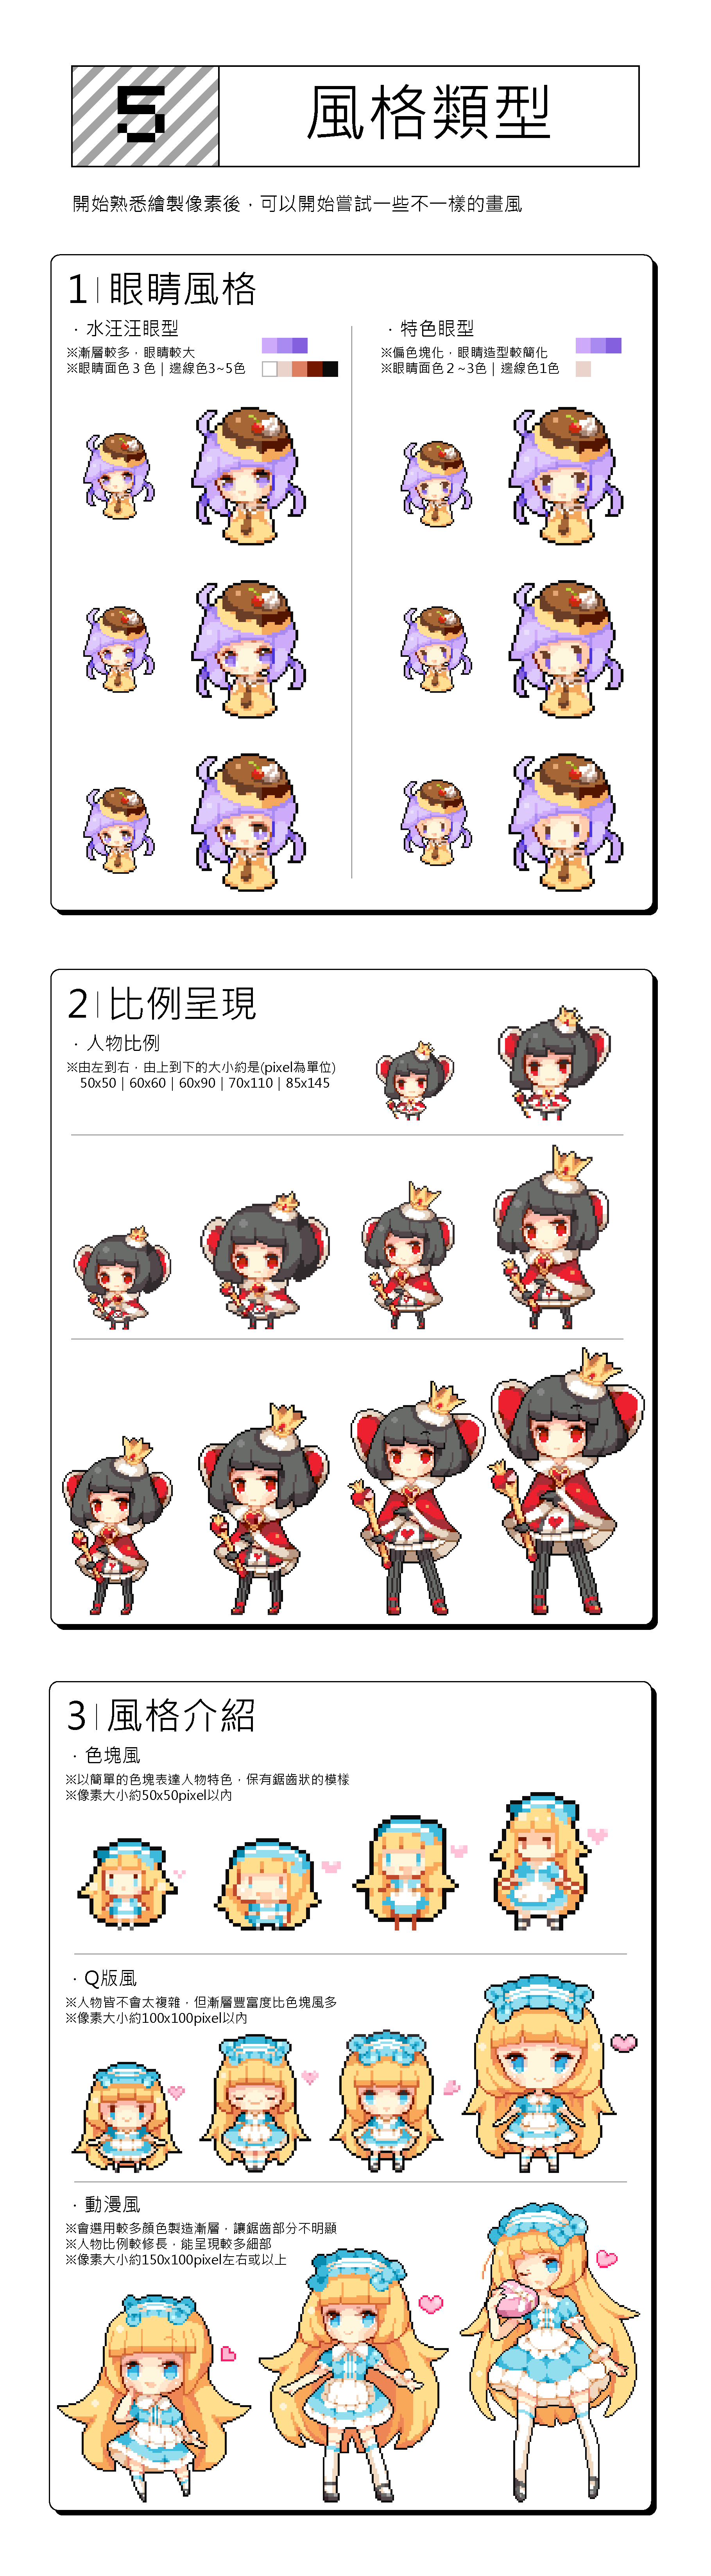 5
風格類型
開始熟悉繪製像素後，可以開始嘗試一些不一樣的畫風
1|眼睛風格
．水汪汪眼型
※漸層較多，眼睛較大
※眼睛面色 3 色 | 邊線色3~5色
．特色眼型
※偏色塊化，眼睛造型較簡化
※眼睛面色 2 ~3色 | 邊線色1色
2|比例呈現
．人物比例
※由左到右，由上到下的大小約是(pixel為單位)
50x50 | 60x60 | 60x90 | 70x110 | 85x145
3|風格介紹
．色塊風
※以簡單的色塊表達人物特色，保有鋸齒狀的模樣
※像素大小約50x50pixel以內
．Q版風
※人物皆不會太複雜，但漸層豐富度比色塊風多
※像素大小約100x100pixel以內
．動漫風
※會選用較多顏色製造漸層，讓鋸齒部分不明顯
※人物比例較修長，能呈現較多細部
※像素大小約150x100pixel左右或以上